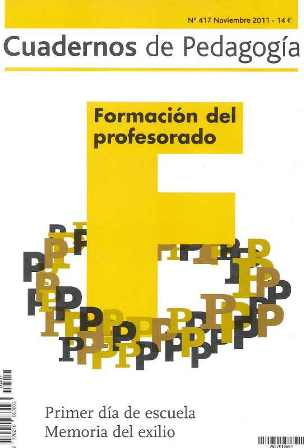 Nº 417 Noviembre 2011 - 14 €
Cuadernos de Pedagogía
Formación del
profesorado
F
Primer día de escuela
Memoria del exilio